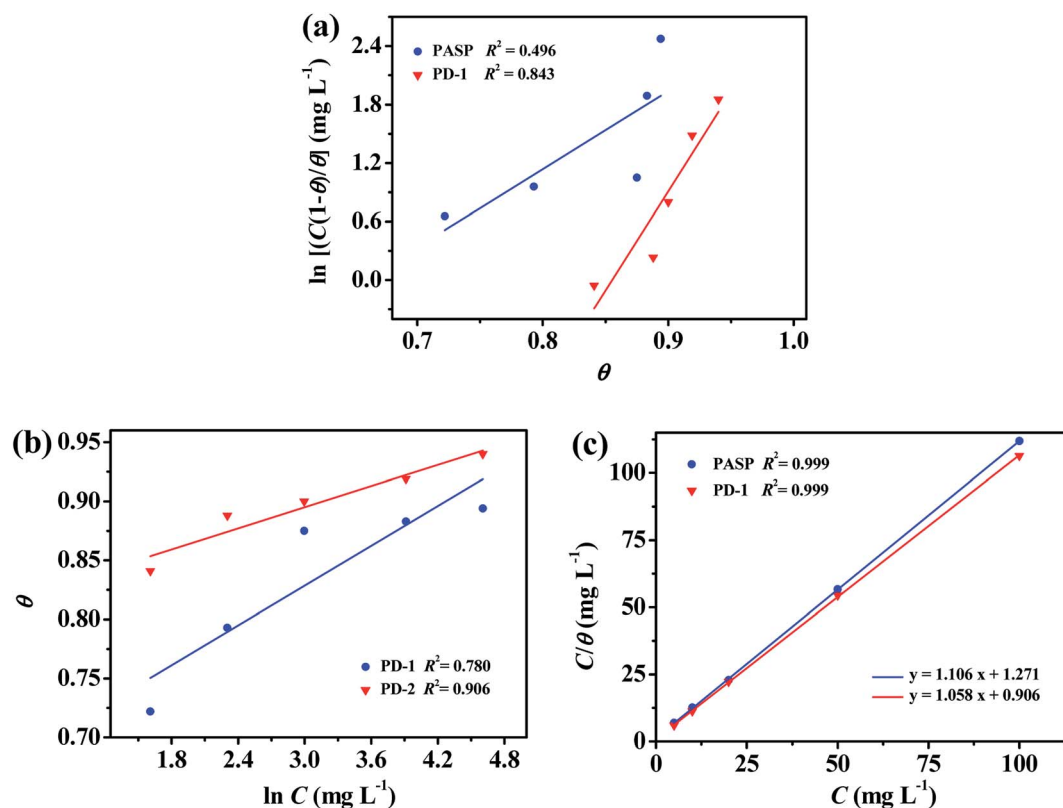 (a)
ln [(C(1-θ)/θ] (mg L⁻¹)
2.4
1.8
1.2
0.6
0.0
PASP R² = 0.496
PD-1 R² = 0.843
0.7 0.8 0.9 1.0
θ
(b)
θ
0.95
0.90
0.85
0.80
0.75
0.70
PD-1 R²= 0.780
PD-2 R²= 0.906
1.8 2.4 3.0 3.6 4.2 4.8
ln C (mg L⁻¹)
(c)
C/θ (mg L⁻¹)
100
75
50
25
0
PASP R²= 0.999
PD-1 R²= 0.999
y = 1.106 x + 1.271
y = 1.058 x + 0.906
0 25 50 75 100
C (mg L⁻¹)